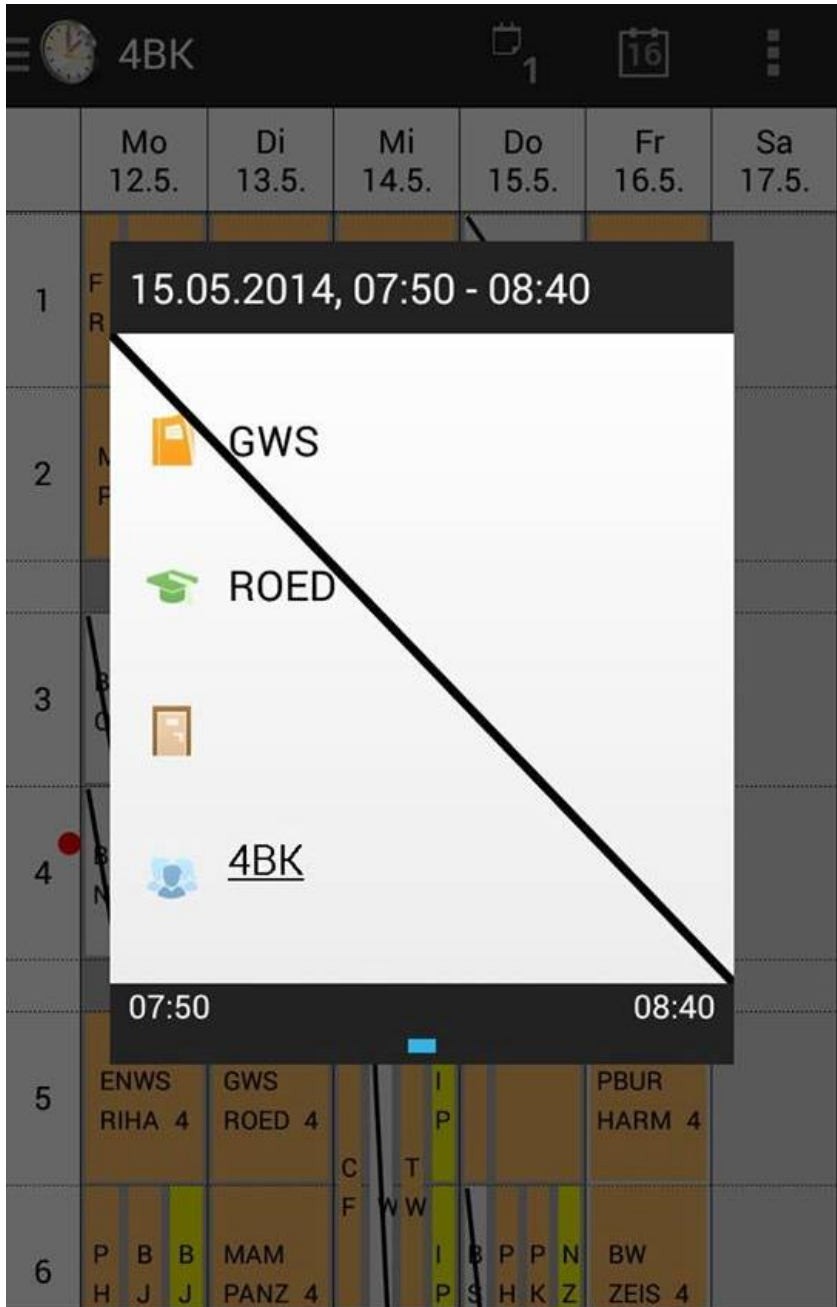 4BK
1
16
Mo Di Mi Do Fr Sa
12.5. 13.5. 14.5. 15.5. 16.5. 17.5.
1
F
R
15.05.2014, 07:50 - 08:40
GWS
2
ROED
3
4BK
4
07:50 08:40
5
ENWS GWS I PBUR
RIHA 4 ROED 4 P HARM 4
C T
F W W
6
P B B MAM I B P P N BW
H J J PANZ 4 P S H K Z ZEIS 4